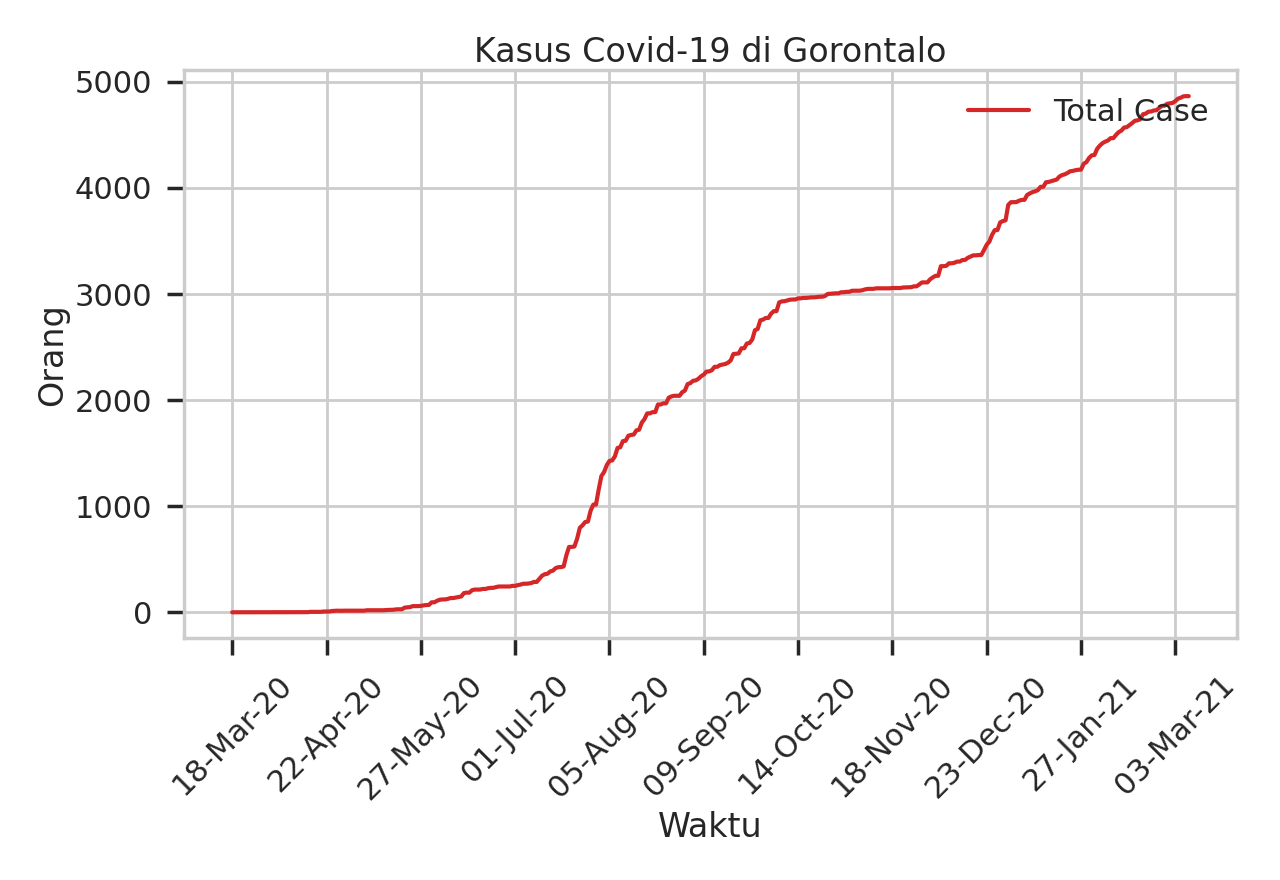 Kasus Covid-19 di Gorontalo
Total Case
Orang
5000
4000
3000
2000
1000
0
18-Mar-20
22-Apr-20
27-May-20
01-Jul-20
05-Aug-20
09-Sep-20
14-Oct-20
18-Nov-20
23-Dec-20
27-Jan-21
03-Mar-21
Waktu